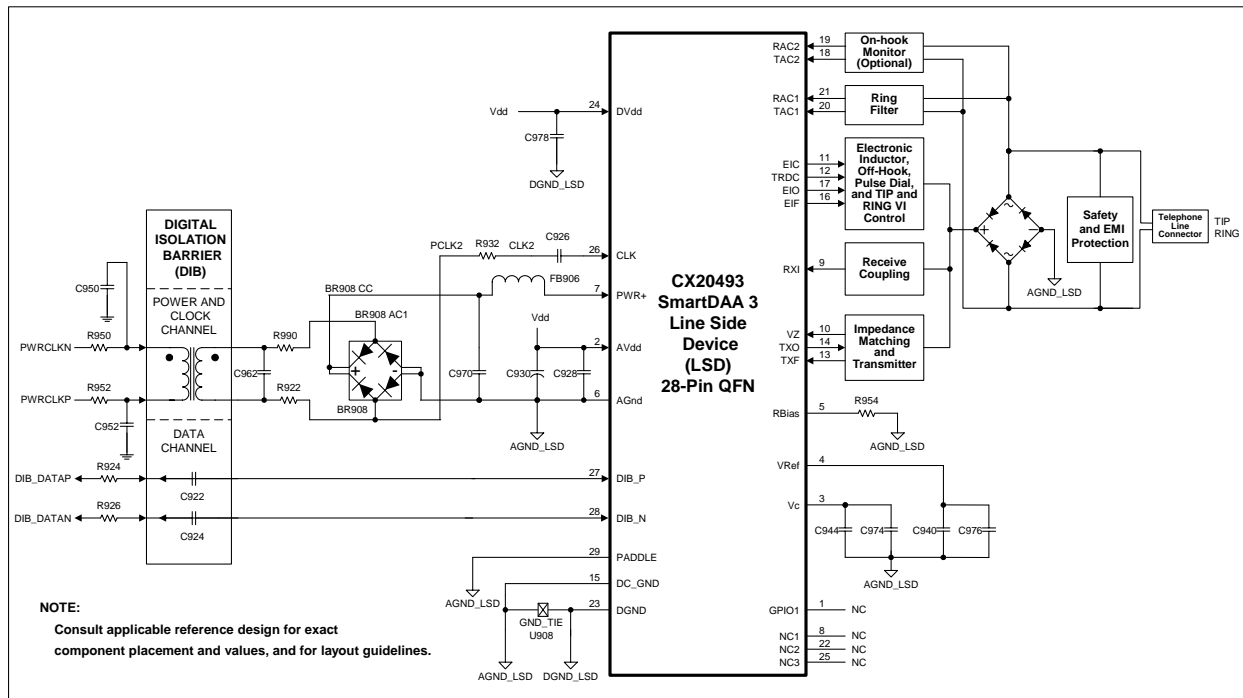 CX20493
SmartDAA 3
Line Side
Device
(LSD)
28-Pin QFN
Vdd
24
DVdd
C978
DGND_LSD
DIGITAL
ISOLATION
BARRIER
(DIB)
POWER AND
CLOCK
CHANNEL
DATA
CHANNEL
C950
R950
PWRCLKN
R952
PWRCLKP
C952
R924
DIB_DATAP
C922
R926
DIB_DATAN
C924
C962
R990
R922
BR908 CC
BR908 AC1
+
-
BR908
PCLK2
R932
CLK2
C926
26
CLK
FB906
7
PWR+
Vdd
2
AVdd
C970
C930
C928
6
AGnd
AGND_LSD
27
DIB_P
28
DIB_N
29
PADDLE
AGND_LSD
15
DC_GND
23
DGND
GND_TIE
U908
AGND_LSD
DGND_LSD
RAC2
19
TAC2
18
On-hook
Monitor
(Optional)
RAC1
21
TAC1
20
Ring
Filter
EIC
11
TRDC
12
EIO
17
EIF
16
Electronic
Inductor,
Off-Hook,
Pulse Dial,
and TIP and
RING VI
Control
RXI
9
Receive
Coupling
VZ
10
TXO
14
TXF
13
Impedance
Matching
and
Transmitter
~
+
-
~
AGND_LSD
Safety
and EMI
Protection
Telephone
Line
Connector
TIP
RING
RBias
5
R954
AGND_LSD
VRef
4
Vc
3
C944
C974
C940
C976
AGND_LSD
GPIO1
1
NC
NC1
8
NC
NC2
22
NC
NC3
25
NC
NOTE:
Consult applicable reference design for exact
component placement and values, and for layout guidelines.